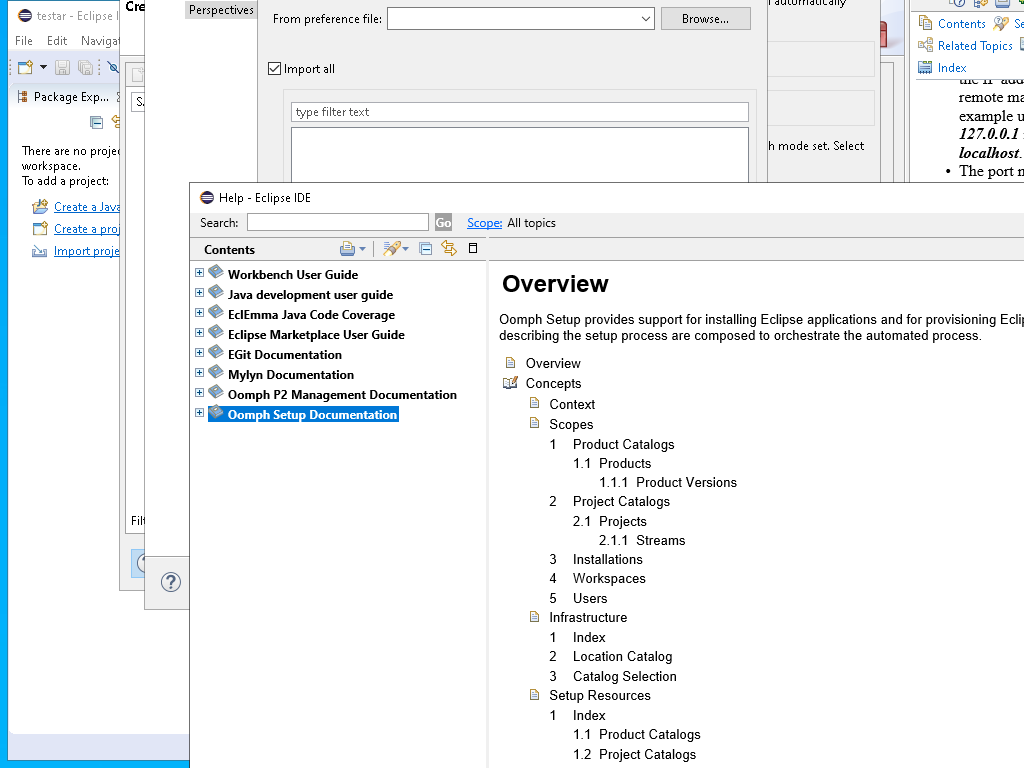 testar - Eclipse I
Cre
Perspectives
From preference file:
Browse...
automatically
File Edit Navigat
Contents
Se
Related Topics
Index
Import all
Package Exp...
type filter text
the IP add
remote ma
example u
127.0.0.1
localhost.
• The port n
There are no projec
workspace.
To add a project:
h mode set. Select
Create a Java
Create a proj
Import proje
Filt
Help - Eclipse IDE
Search:
Go
Scope: All topics
Contents
Workbench User Guide
Java development user guide
EclEmma Java Code Coverage
Eclipse Marketplace User Guide
EGit Documentation
Mylyn Documentation
Oomph P2 Management Documentation
Oomph Setup Documentation
Overview
Oomph Setup provides support for installing Eclipse applications and for provisioning Eclip
describing the setup process are composed to orchestrate the automated process.
Overview
Concepts
Context
Scopes
1 Product Catalogs
1.1 Products
1.1.1 Product Versions
2 Project Catalogs
2.1 Projects
2.1.1 Streams
3 Installations
4 Workspaces
5 Users
Infrastructure
1 Index
2 Location Catalog
3 Catalog Selection
Setup Resources
1 Index
1.1 Product Catalogs
1.2 Project Catalogs